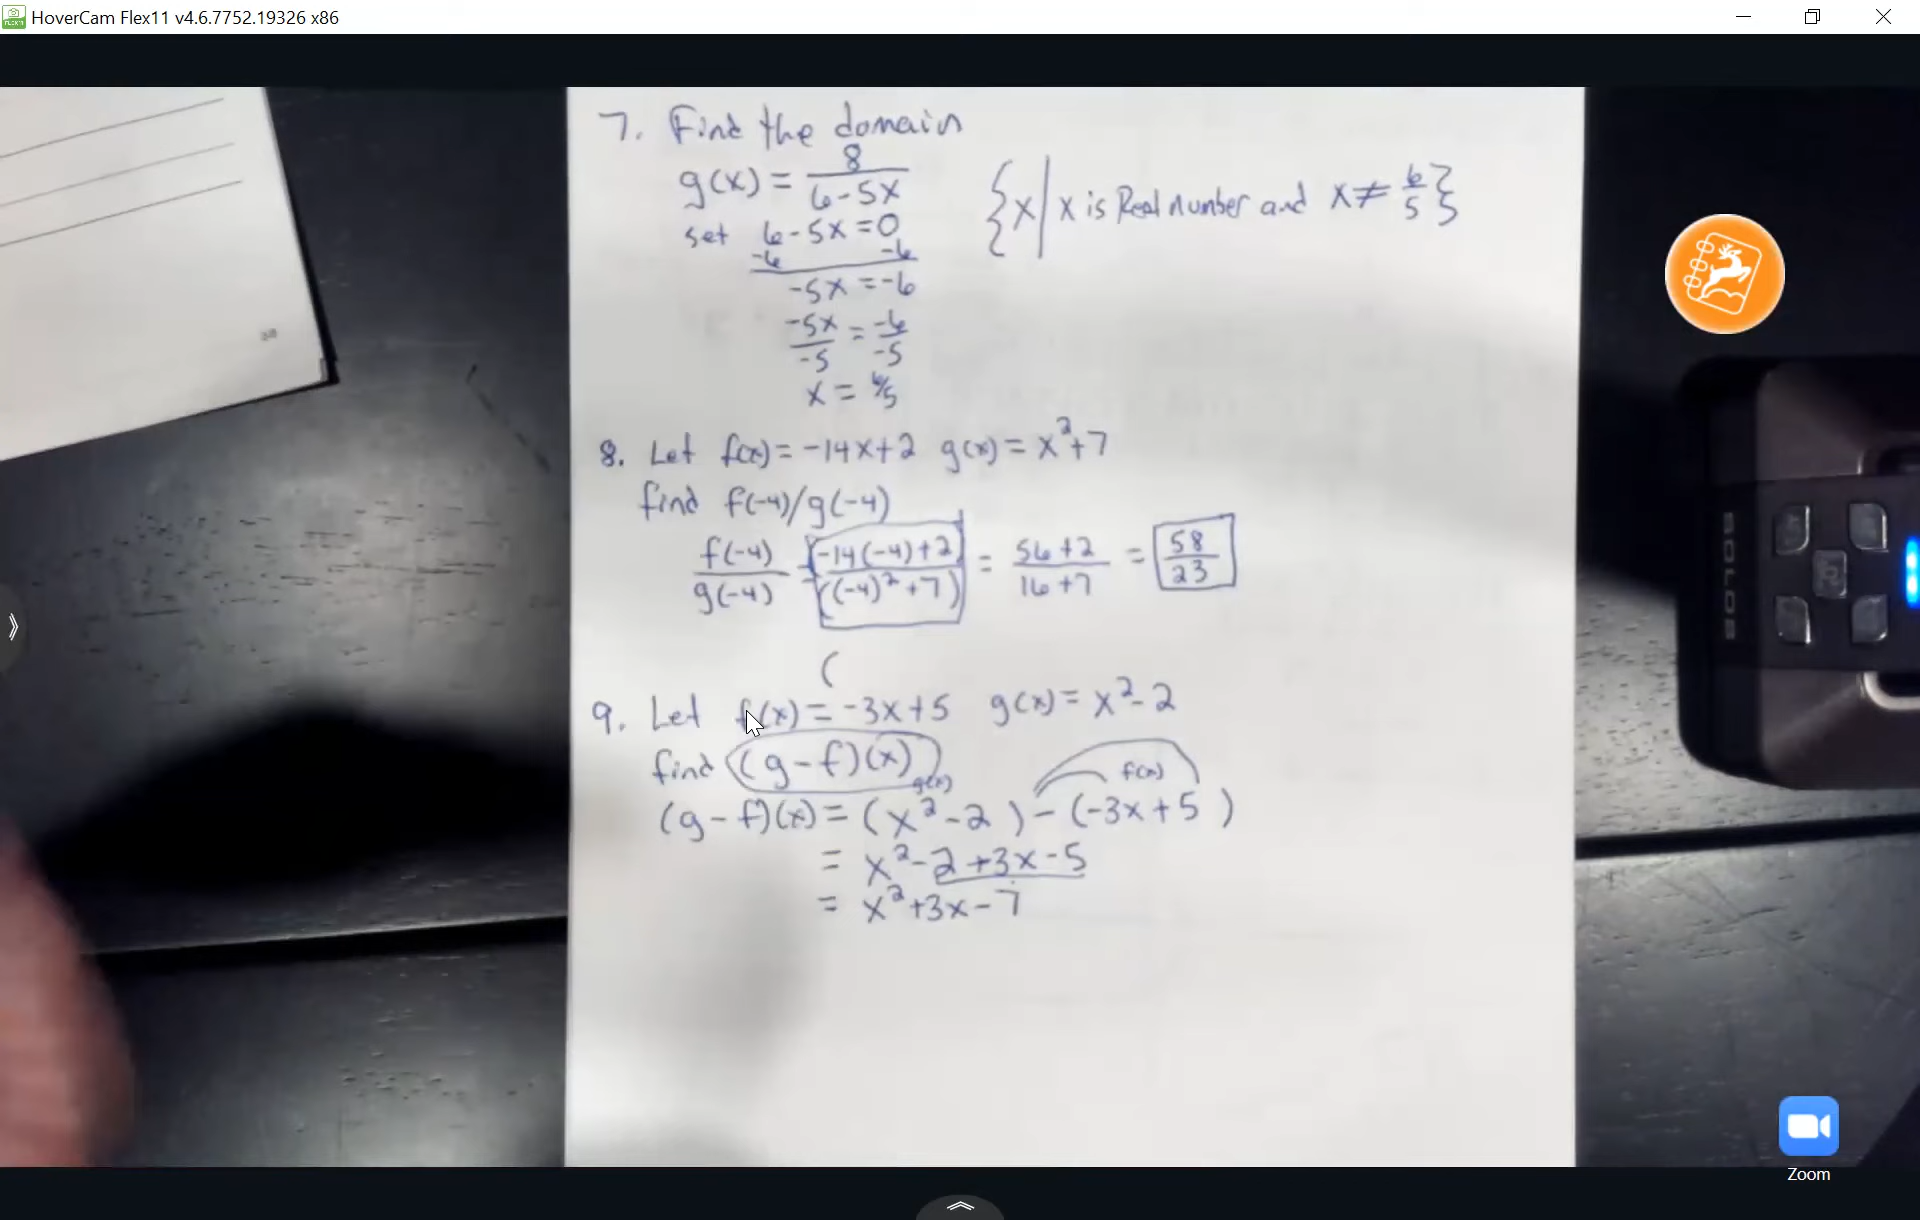 HoverCam Flex11 v4.6.7752.19326 x86
7. Find the domain
g(x) = 8 / (6-5x)
{x | x is Real number and x ≠ 6/5}
set 6-5x=0
-6 -6
-5x = -6
-5x/-5 = -6/-5
x = 6/5
8. Let f(x) = -14x+2 g(x) = x²+7
find f(-4)/g(-4)
f(-4)/g(-4) = (-14(-4)+2)/((-4)²+7) = (56+2)/(16+7) = 58/23
(
9. Let f(x) = -3x+5 g(x) = x²-2
find (g-f)(x)
g(x) f(x)
(g-f)(x) = (x²-2) - (-3x+5)
= x²-2+3x-5
= x²+3x-7
SOLO8
Zoom